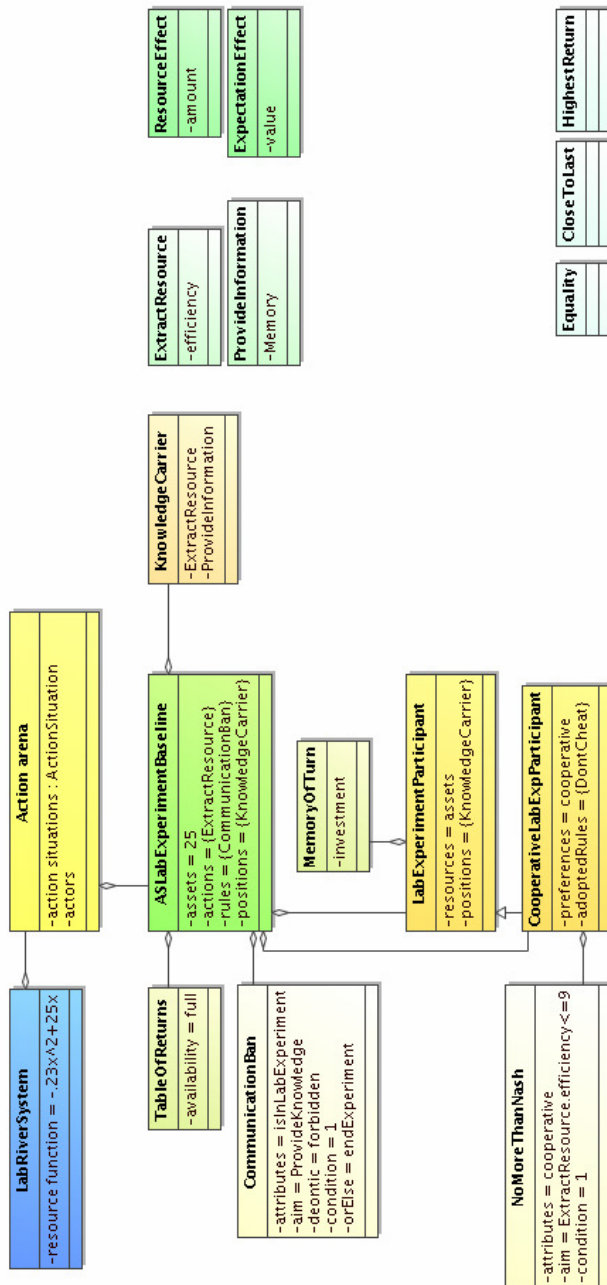 LabRiverSystem
-resource function = -.23x^2+25x
Action arena
-action situations : ActionSituation
-actors
TableOfReturns
-availability = full
ASLabExperimentBaseline
-assets = 25
-actions = {ExtractResource}
-rules = {CommunicationBan}
-positions = {KnowledgeCarrier}
KnowledgeCarrier
-ExtractResource
-ProvideInformation
ExtractResource
-efficiency
ResourceEffect
-amount
ProvideInformation
-Memory
ExpectationEffect
-value
CommunicationBan
-attributes = isInLabExperiment
-aim = ProvideKnowledge
-deontic = forbidden
-condition = 1
-orElse = endExperiment
MemoryOfTurn
-investment
LabExperimentParticipant
-resources = assets
-positions = {KnowledgeCarrier}
NoMoreThanNash
-attributes = cooperative
-aim = ExtractResource.efficiency<=9
-condition = 1
CooperativeLabExpParticipant
-preferences = cooperative
-adoptedRules = {DontCheat}
Equality
CloseToLast
HighestReturn